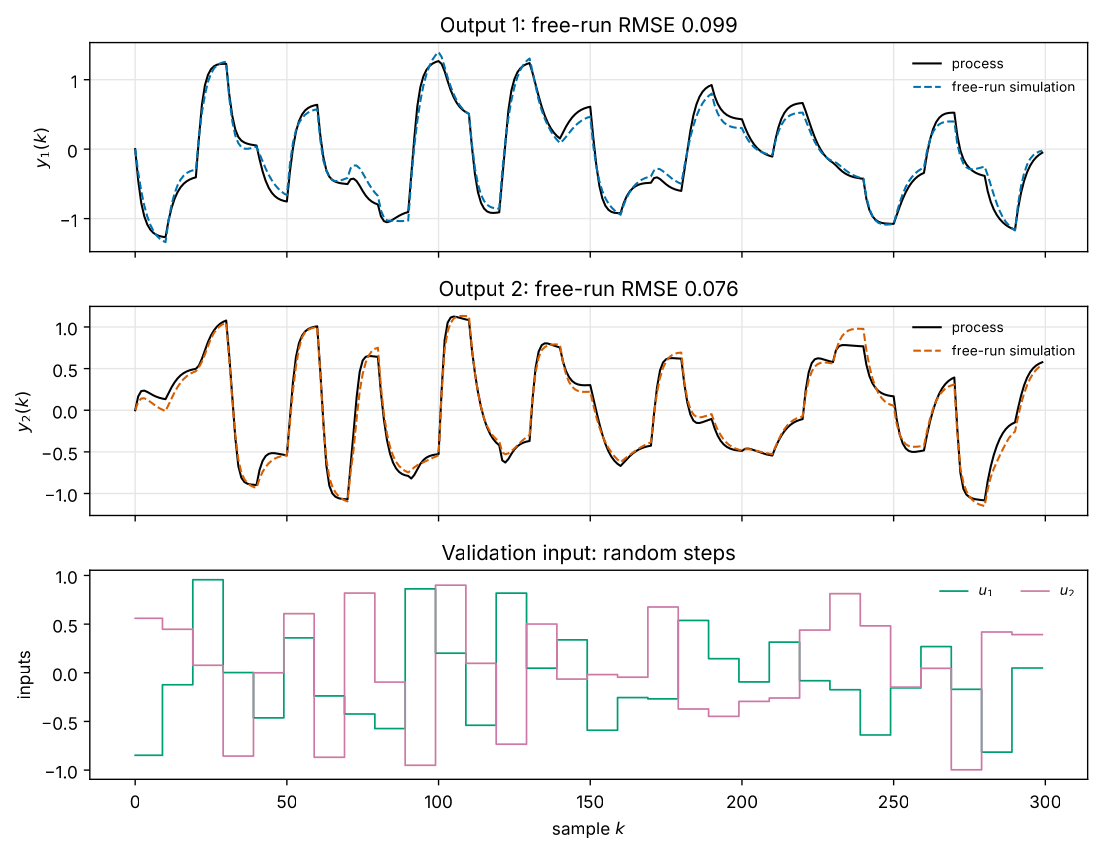 Output 1: free-run RMSE 0.099
process
free-run simulation
1
0
−1
y₁(k)
Output 2: free-run RMSE 0.076
process
free-run simulation
1.0
0.5
0.0
−0.5
−1.0
y₂(k)
Validation input: random steps
u₁ u₂
1.0
0.5
0.0
−0.5
−1.0
inputs
0 50 100 150 200 250 300
sample k